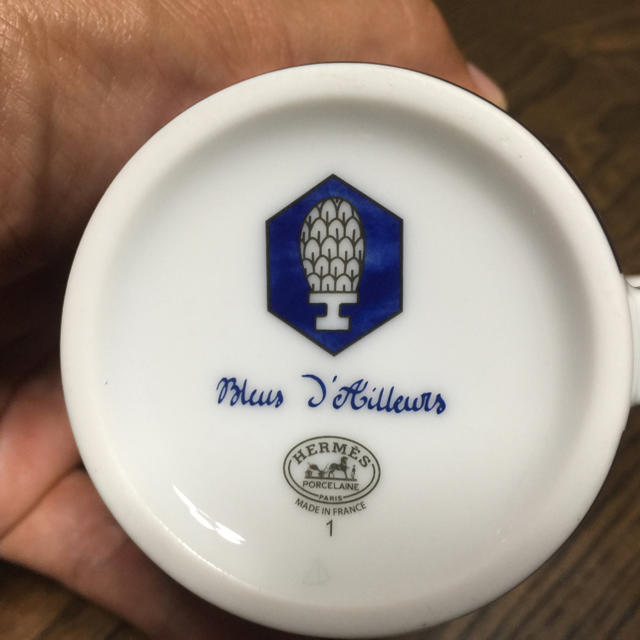 Bleus D'Ailleurs
HERMÈS
PORCELAINE
PARIS
MADE IN FRANCE
1